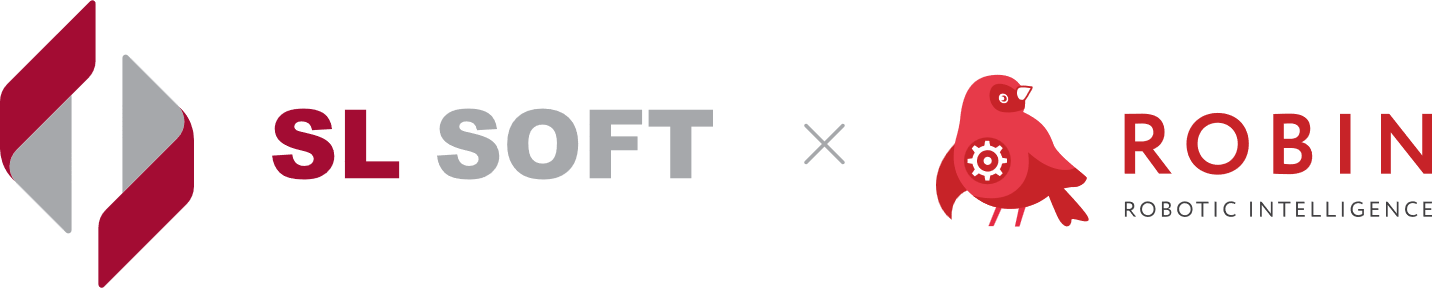 SL SOFT × ROBIN
ROBOTIC INTELLIGENCE